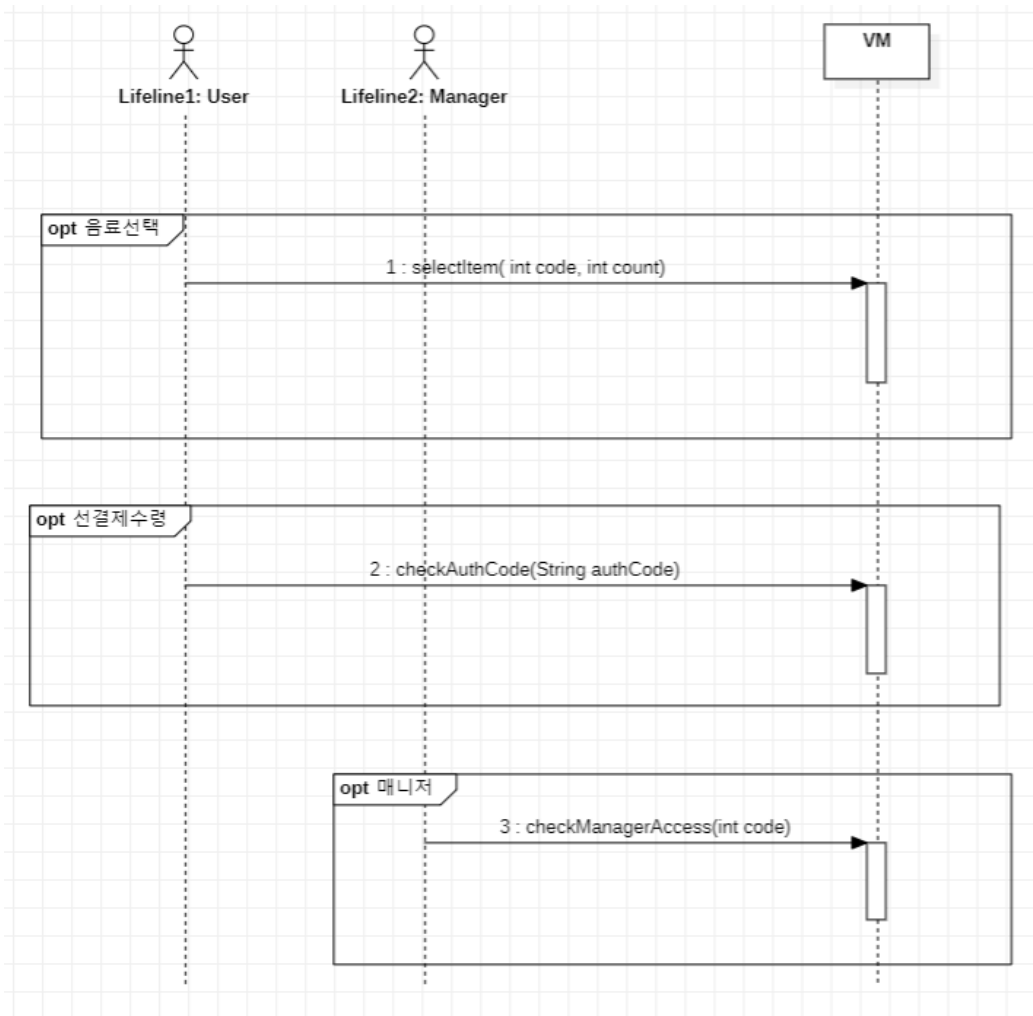 VM
Lifeline1: User
Lifeline2: Manager
opt 음료선택
1 : selectItem( int code, int count)
opt 선결제수령
2 : checkAuthCode(String authCode)
opt 매니저
3 : checkManagerAccess(int code)